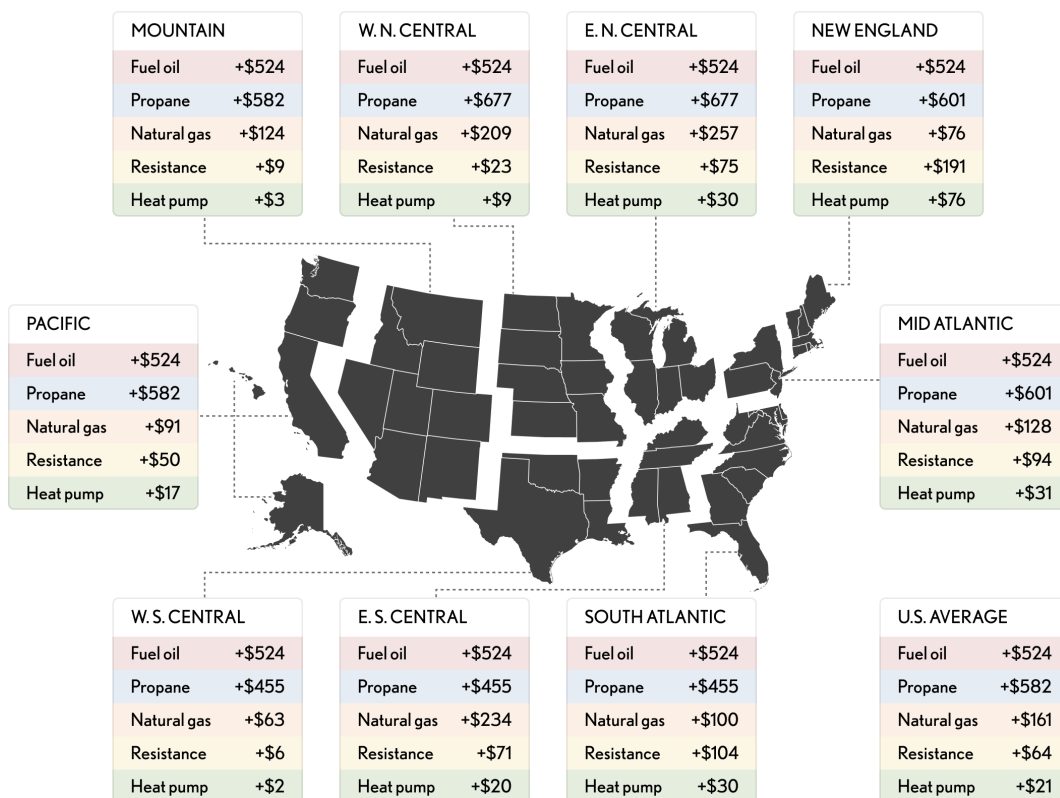 MOUNTAIN
Fuel oil +$524
Propane +$582
Natural gas +$124
Resistance +$9
Heat pump +$3
W. N. CENTRAL
Fuel oil +$524
Propane +$677
Natural gas +$209
Resistance +$23
Heat pump +$9
E. N. CENTRAL
Fuel oil +$524
Propane +$677
Natural gas +$257
Resistance +$75
Heat pump +$30
NEW ENGLAND
Fuel oil +$524
Propane +$601
Natural gas +$76
Resistance +$191
Heat pump +$76
PACIFIC
Fuel oil +$524
Propane +$582
Natural gas +$91
Resistance +$50
Heat pump +$17
MID ATLANTIC
Fuel oil +$524
Propane +$601
Natural gas +$128
Resistance +$94
Heat pump +$31
W. S. CENTRAL
Fuel oil +$524
Propane +$455
Natural gas +$63
Resistance +$6
Heat pump +$2
E. S. CENTRAL
Fuel oil +$524
Propane +$455
Natural gas +$234
Resistance +$71
Heat pump +$20
SOUTH ATLANTIC
Fuel oil +$524
Propane +$455
Natural gas +$100
Resistance +$104
Heat pump +$30
U.S. AVERAGE
Fuel oil +$524
Propane +$582
Natural gas +$161
Resistance +$64
Heat pump +$21